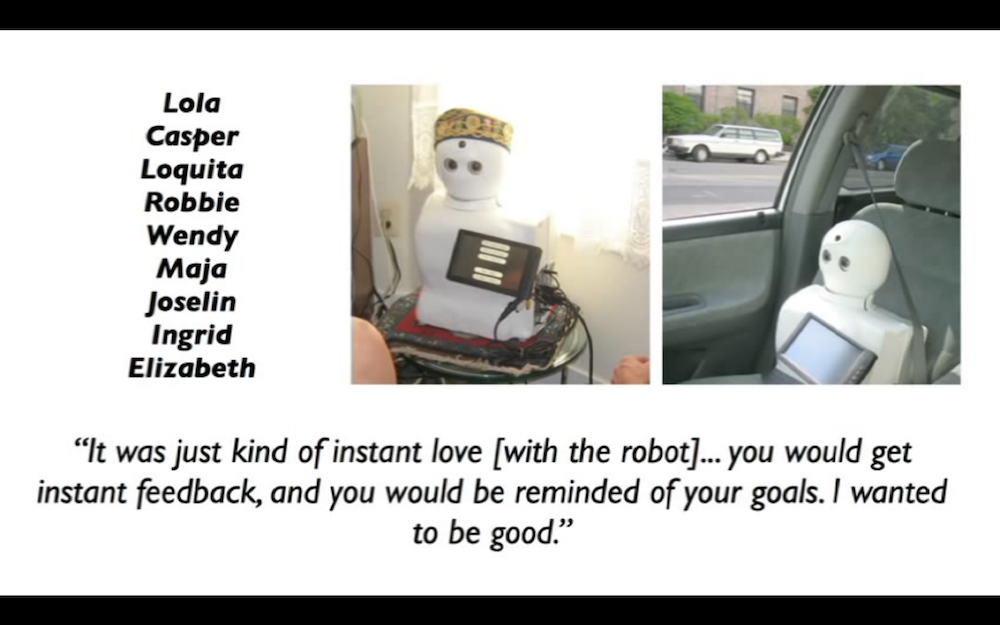 Lola
Casper
Loquita
Robbie
Wendy
Maja
Joselin
Ingrid
Elizabeth
“It was just kind of instant love [with the robot]... you would get
instant feedback, and you would be reminded of your goals. I wanted
to be good.”